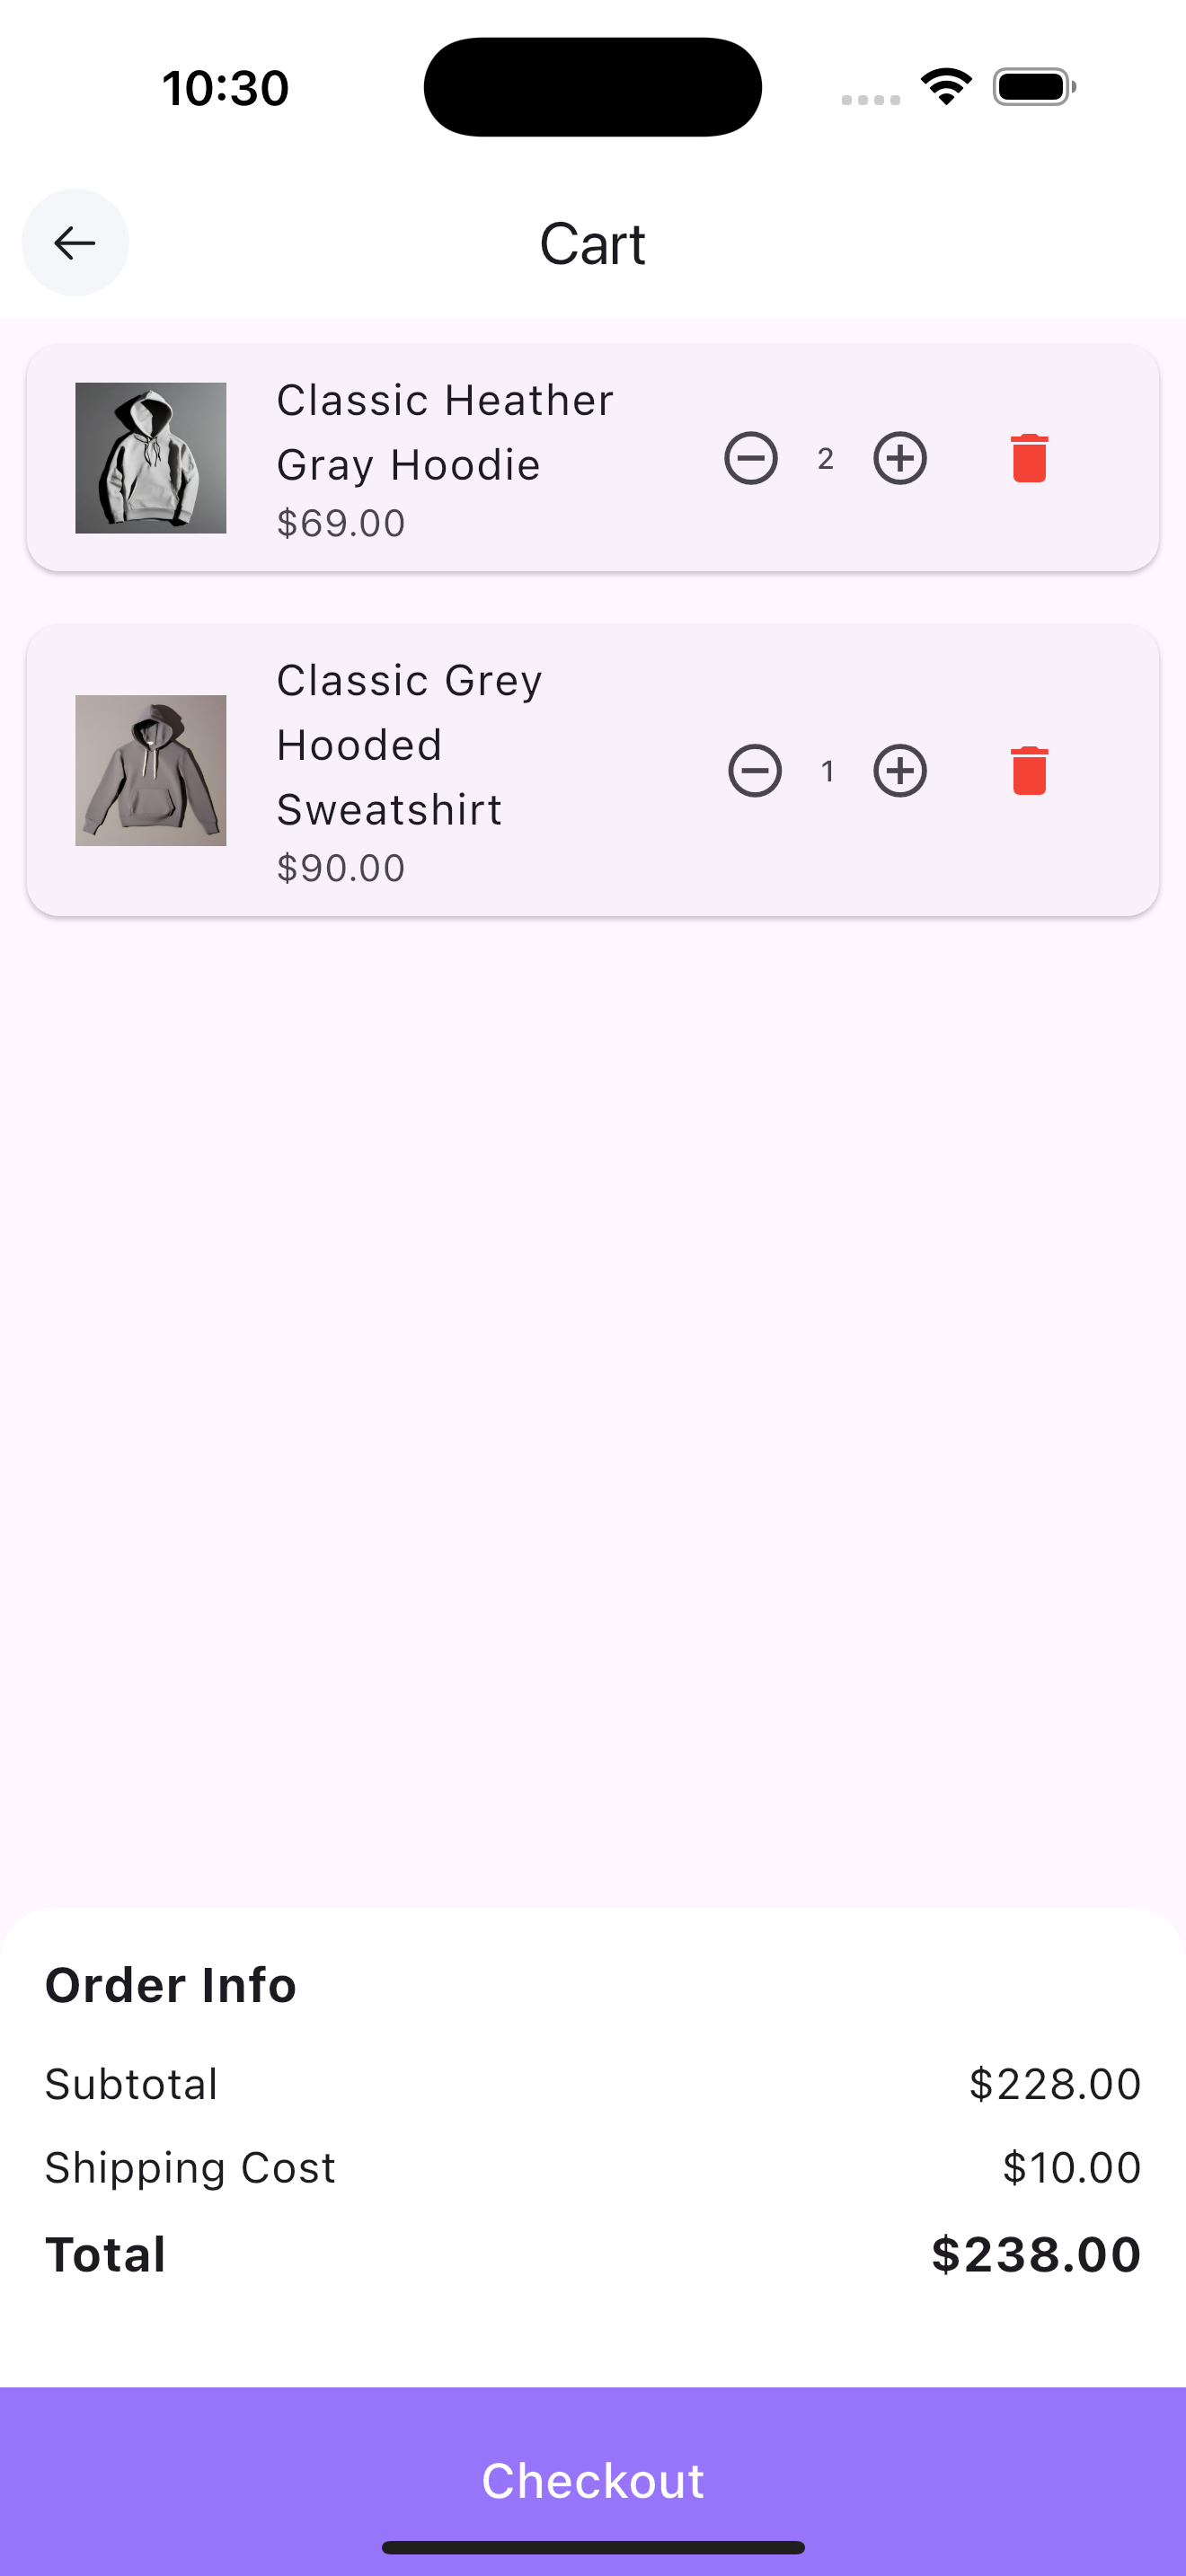 10:30
Cart
Classic Heather
Gray Hoodie
$69.00
2
Classic Grey
Hooded
Sweatshirt
$90.00
1
Order Info
Subtotal $228.00
Shipping Cost $10.00
Total $238.00
Checkout